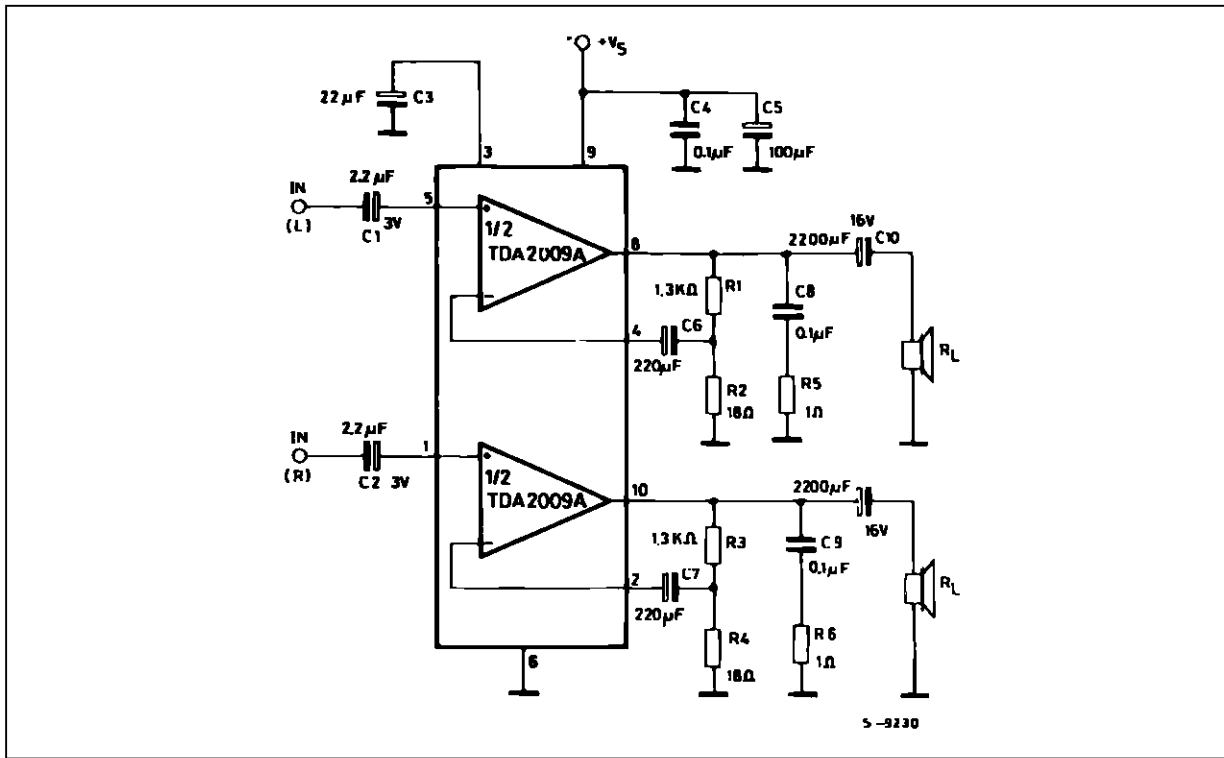 +VS
22µF C3
C4
C5
0.1µF
100µF
3
9
2.2µF
IN
5
(L)
3V
C1
1/2
TDA2009A
8
16V
2200µF C10
1.3KΩ
R1
C8
0.1µF
4
C6
220µF
R2
18Ω
R5
1Ω
RL
2.2µF
IN
1
(R)
C2 3V
1/2
TDA2009A
10
2200µF
16V
1.3KΩ R3
C9
0.1µF
2
C7
220µF
R4
18Ω
R6
1Ω
RL
6
S-9230